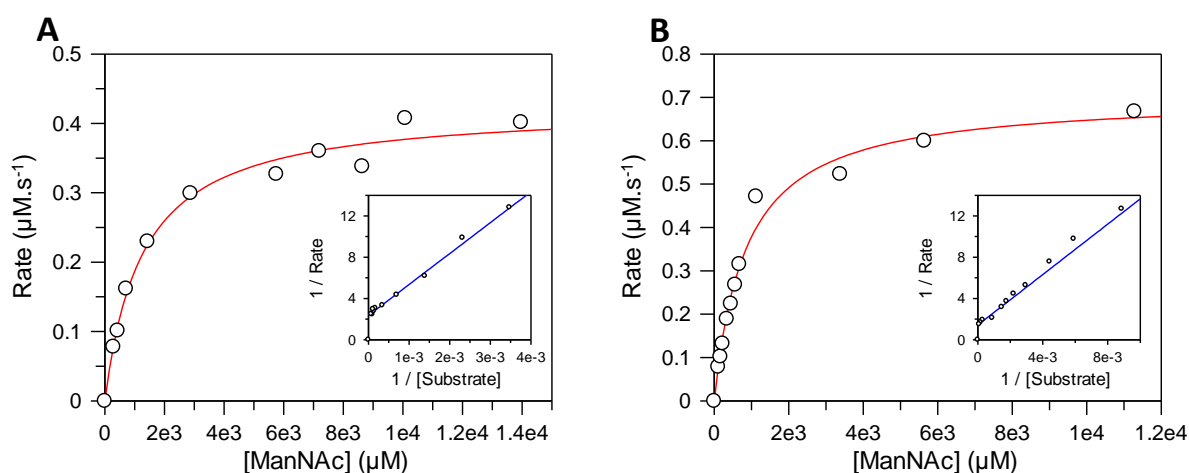 A
0.5
0.4
0.3
0.2
0.1
0
Rate (µM.s⁻¹)
0 2e3 4e3 6e3 8e3 1e4 1.2e4 1.4e4
[ManNAc] (µM)
12
8
4
0
1 / Rate
0 1e-3 2e-3 3e-3 4e-3
1 / [Substrate]
B
0.8
0.7
0.6
0.5
0.4
0.3
0.2
0.1
0
Rate (µM.s⁻¹)
0 2e3 4e3 6e3 8e3 1e4 1.2e4
[ManNAc] (µM)
12
8
4
0
1 / Rate
0 4e-3 8e-3
1 / [Substrate]